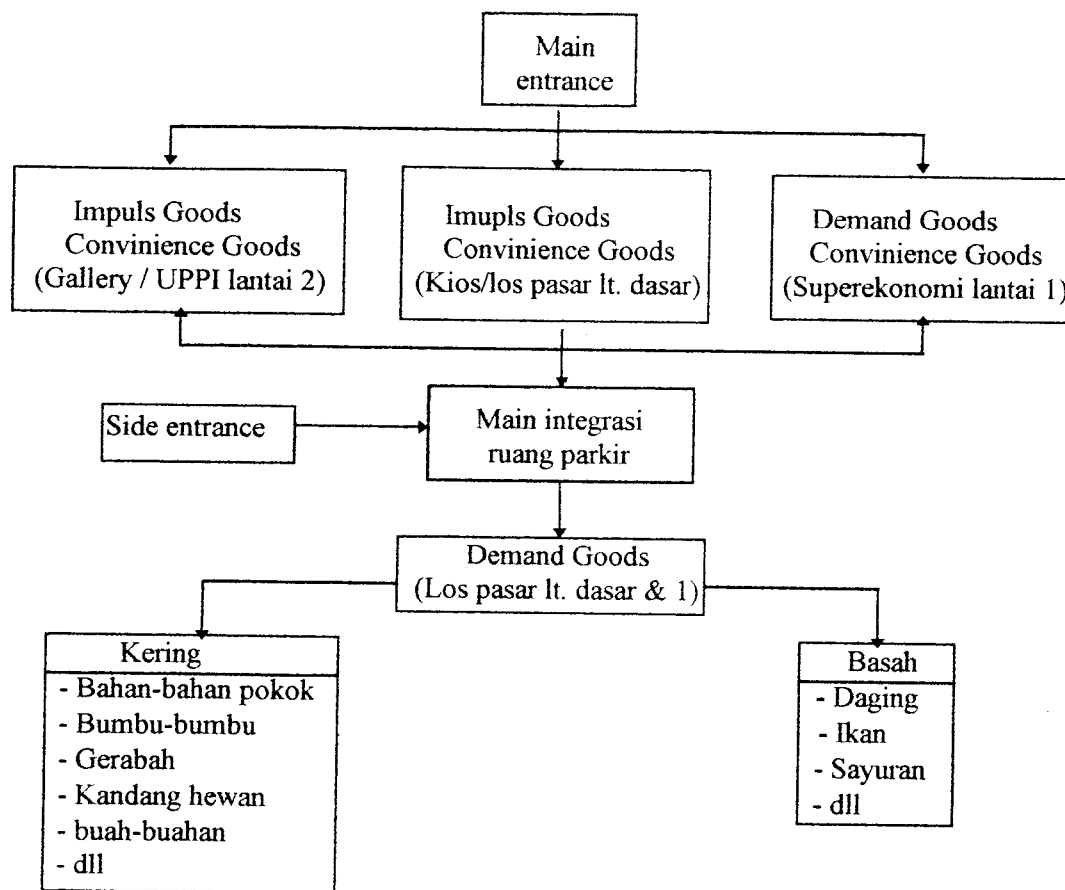 Main
entrance
Impuls Goods
Convinience Goods
(Gallery / UPPI lantai 2)
Imupls Goods
Convinience Goods
(Kios/los pasar lt. dasar)
Demand Goods
Convinience Goods
(Superekonomi lantai 1)
Side entrance
Main integrasi
ruang parkir
Demand Goods
(Los pasar lt. dasar & 1)
Kering
- Bahan-bahan pokok
- Bumbu-bumbu
- Gerabah
- Kandang hewan
- buah-buahan
- dll
Basah
- Daging
- Ikan
- Sayuran
- dll